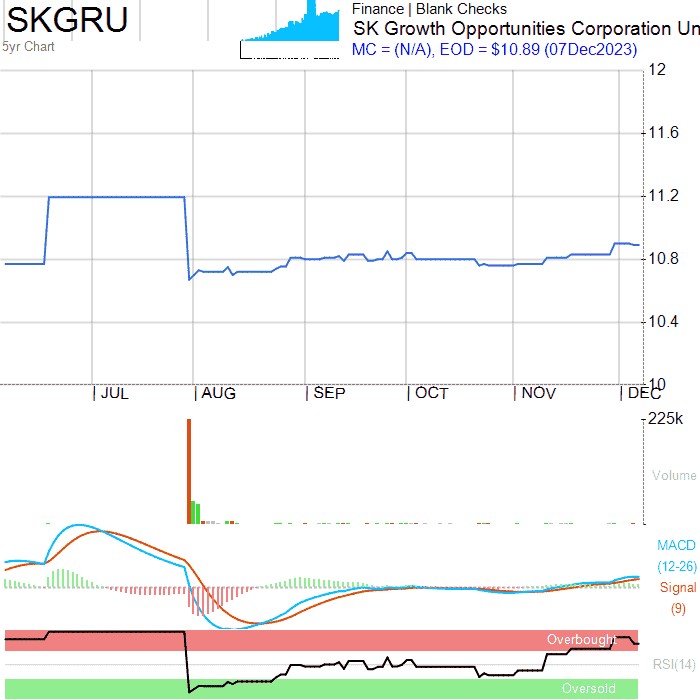 SKGRU
5yr Chart
Finance | Blank Checks
SK Growth Opportunities Corporation Un
MC = (N/A), EOD = $10.89 (07Dec2023)
12
11.6
11.2
10.8
10.4
10
JUL AUG SEP OCT NOV DEC
225k
Volume
MACD
(12-26)
Signal
(9)
Overbought
RSI(14)
Oversold